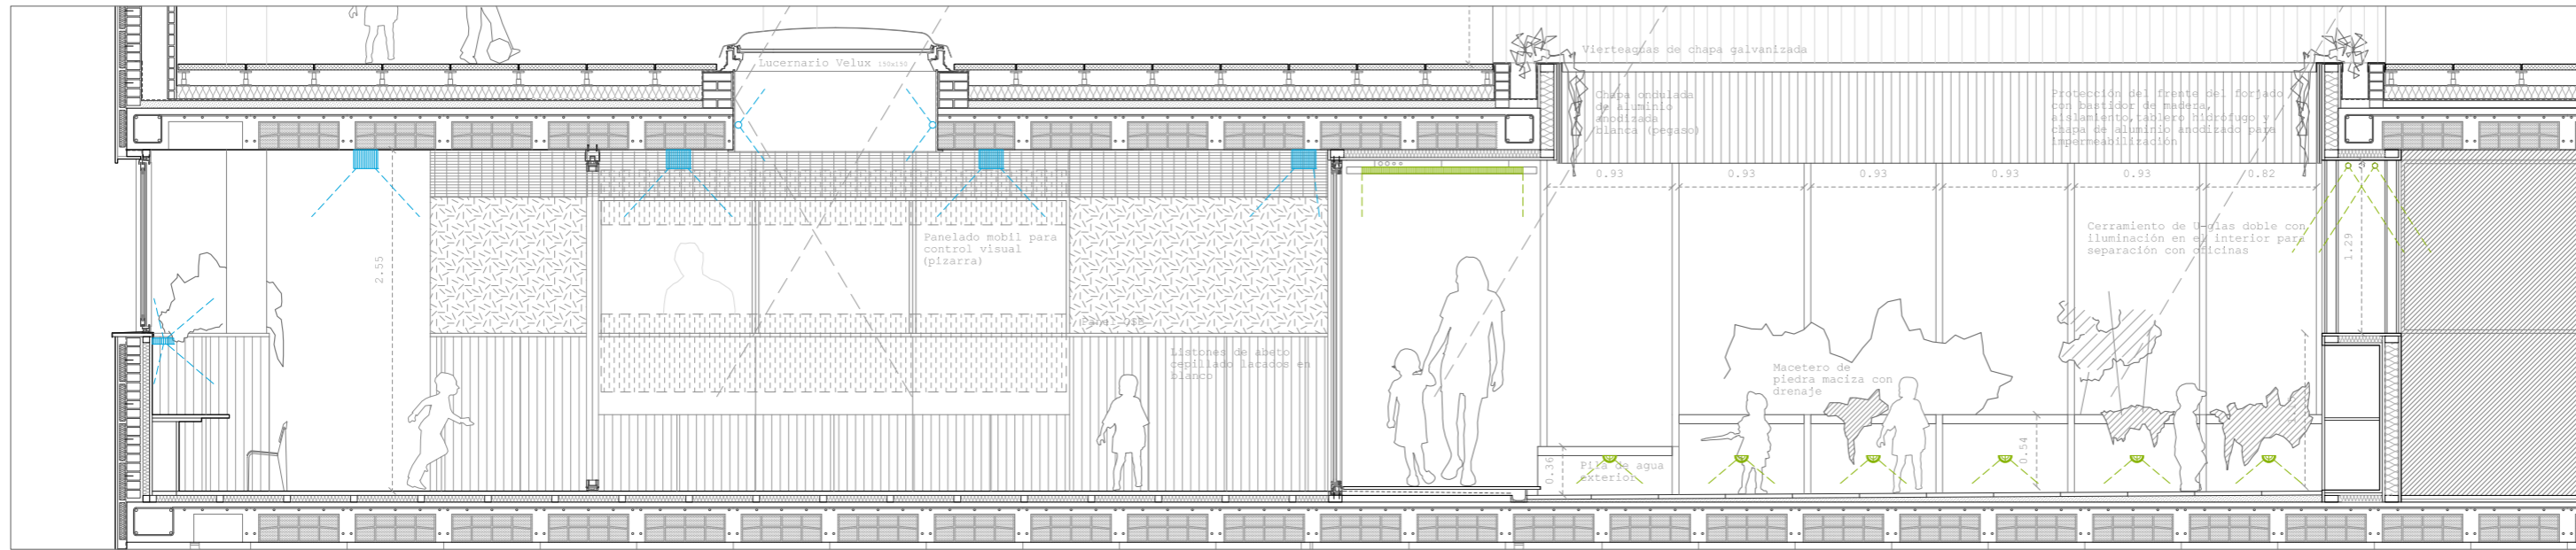 Vierteaguas de chapa galvanizada
Lucernario Velux 150x150
Chapa ondulada
de aluminio
anodizada
blanca (pegaso)
Protección del frente del forjado
con bastidor de madera,
aislamiento, tablero hidrófugo y
chapa de aluminio anodizado para
impermeabilización
0.93
0.93
0.93
0.93
0.93
0.82
Cerramiento de U-glas doble con
iluminación en el interior para
separación con oficinas
1.29
Panelado mobil para
control visual
(pizarra)
2.55
Panel OSB
Listones de abeto
cepillado lacados en
blanco
Macetero de
piedra maciza con
drenaje
0.36
Pila de agua
exterior
0.54